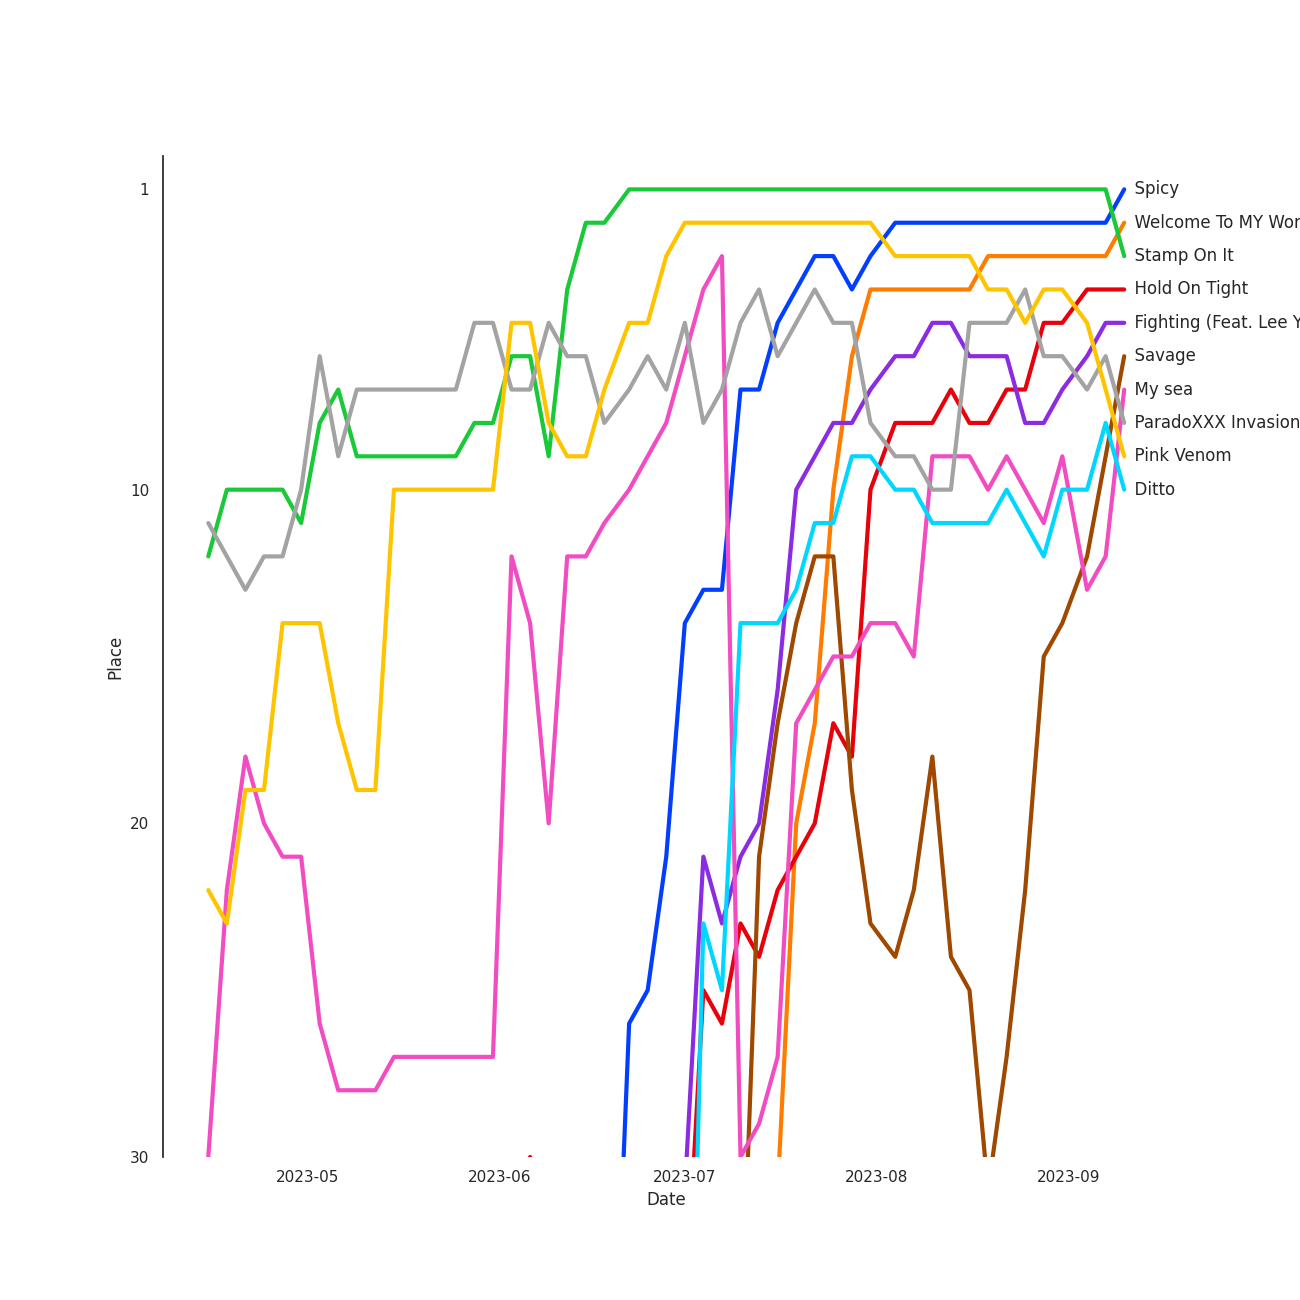 1
10
20
30
Place
2023-05
2023-06
2023-07
2023-08
2023-09
Date
Spicy
Welcome To MY Wor
Stamp On It
Hold On Tight
Fighting (Feat. Lee Y
Savage
My sea
ParadoXXX Invasion
Pink Venom
Ditto